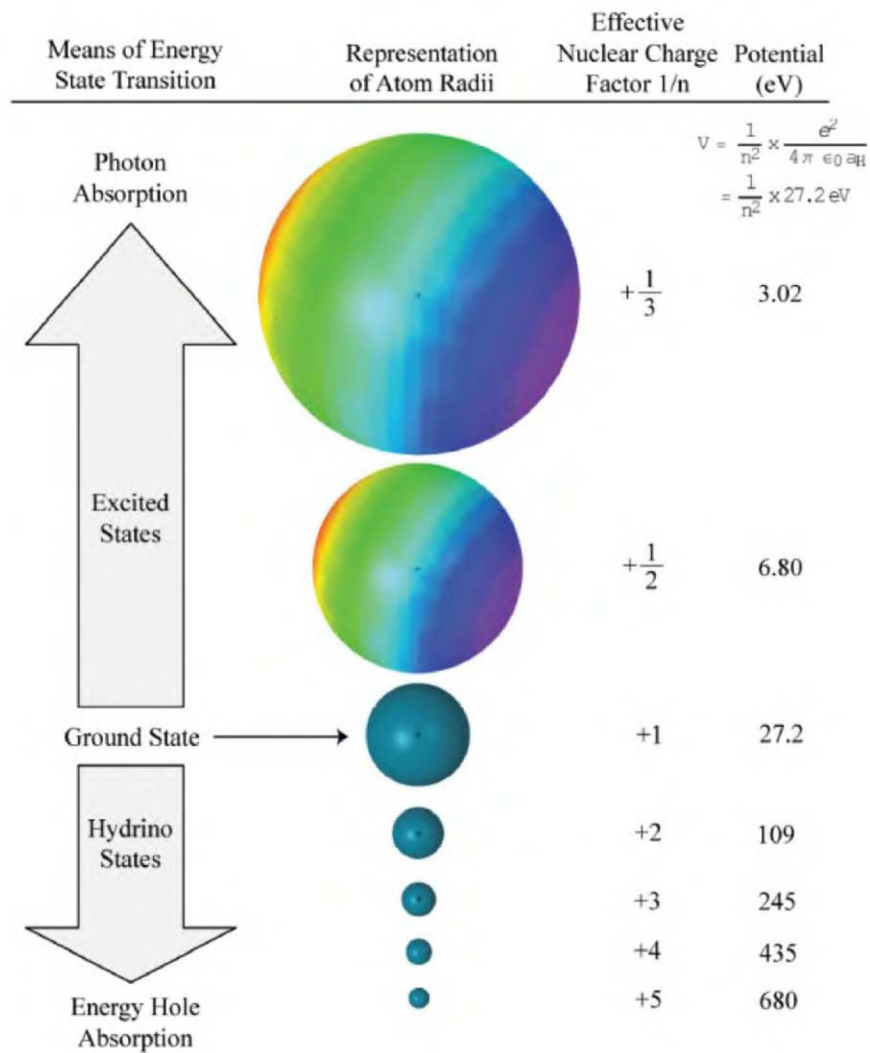 Means of Energy
State Transition
Representation
of Atom Radii
Effective
Nuclear Charge
Factor 1/n
Potential
(eV)
V = 1/n² × e²/4π ϵ₀ aH
= 1/n² × 27.2 eV
Photon
Absorption
+1/3 3.02
Excited
States
+1/2 6.80
Ground State +1 27.2
Hydrino
States
+2 109
+3 245
+4 435
+5 680
Energy Hole
Absorption